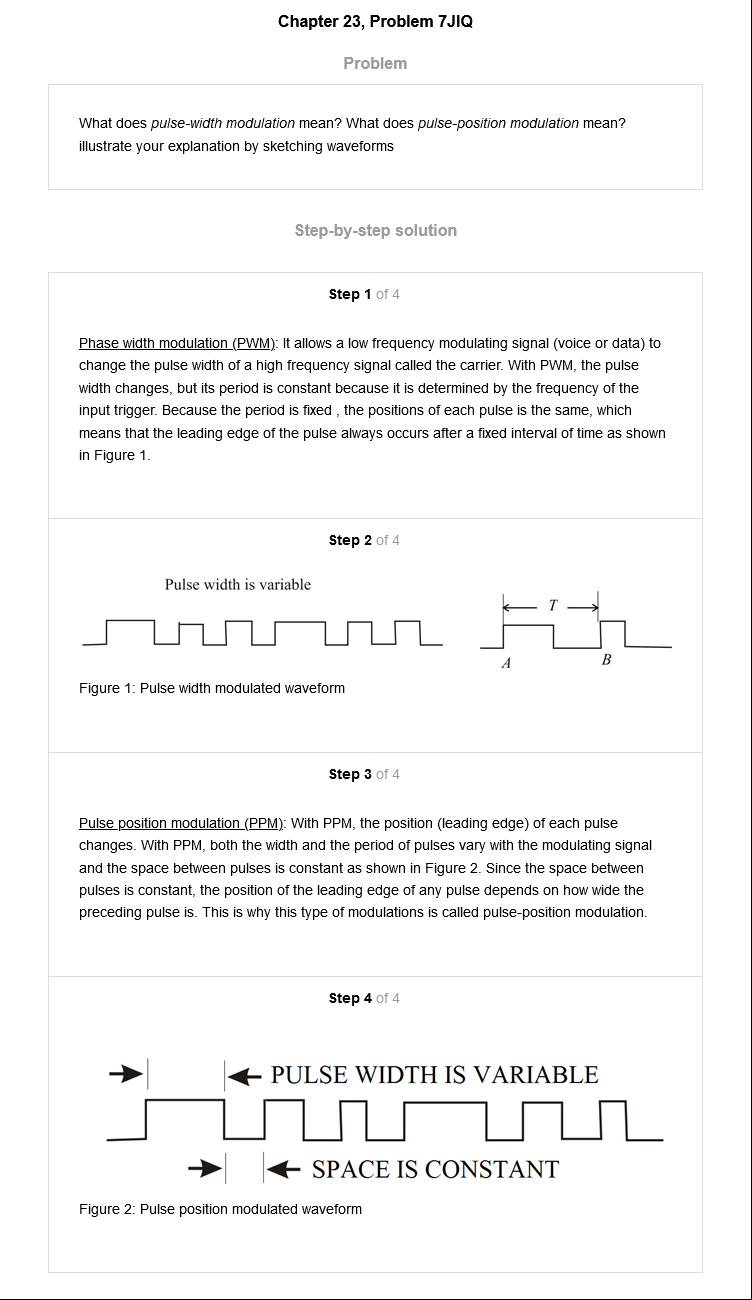 Chapter 23, Problem 7JIQ
Problem
What does pulse-width modulation mean? What does pulse-position modulation mean?
illustrate your explanation by sketching waveforms
Step-by-step solution
Step 1 of 4
Phase width modulation (PWM): It allows a low frequency modulating signal (voice or data) to
change the pulse width of a high frequency signal called the carrier. With PWM, the pulse
width changes, but its period is constant because it is determined by the frequency of the
input trigger. Because the period is fixed , the positions of each pulse is the same, which
means that the leading edge of the pulse always occurs after a fixed interval of time as shown
in Figure 1.
Step 2 of 4
Pulse width is variable
T
A
B
Figure 1: Pulse width modulated waveform
Step 3 of 4
Pulse position modulation (PPM): With PPM, the position (leading edge) of each pulse
changes. With PPM, both the width and the period of pulses vary with the modulating signal
and the space between pulses is constant as shown in Figure 2. Since the space between
pulses is constant, the position of the leading edge of any pulse depends on how wide the
preceding pulse is. This is why this type of modulations is called pulse-position modulation.
Step 4 of 4
PULSE WIDTH IS VARIABLE
SPACE IS CONSTANT
Figure 2: Pulse position modulated waveform